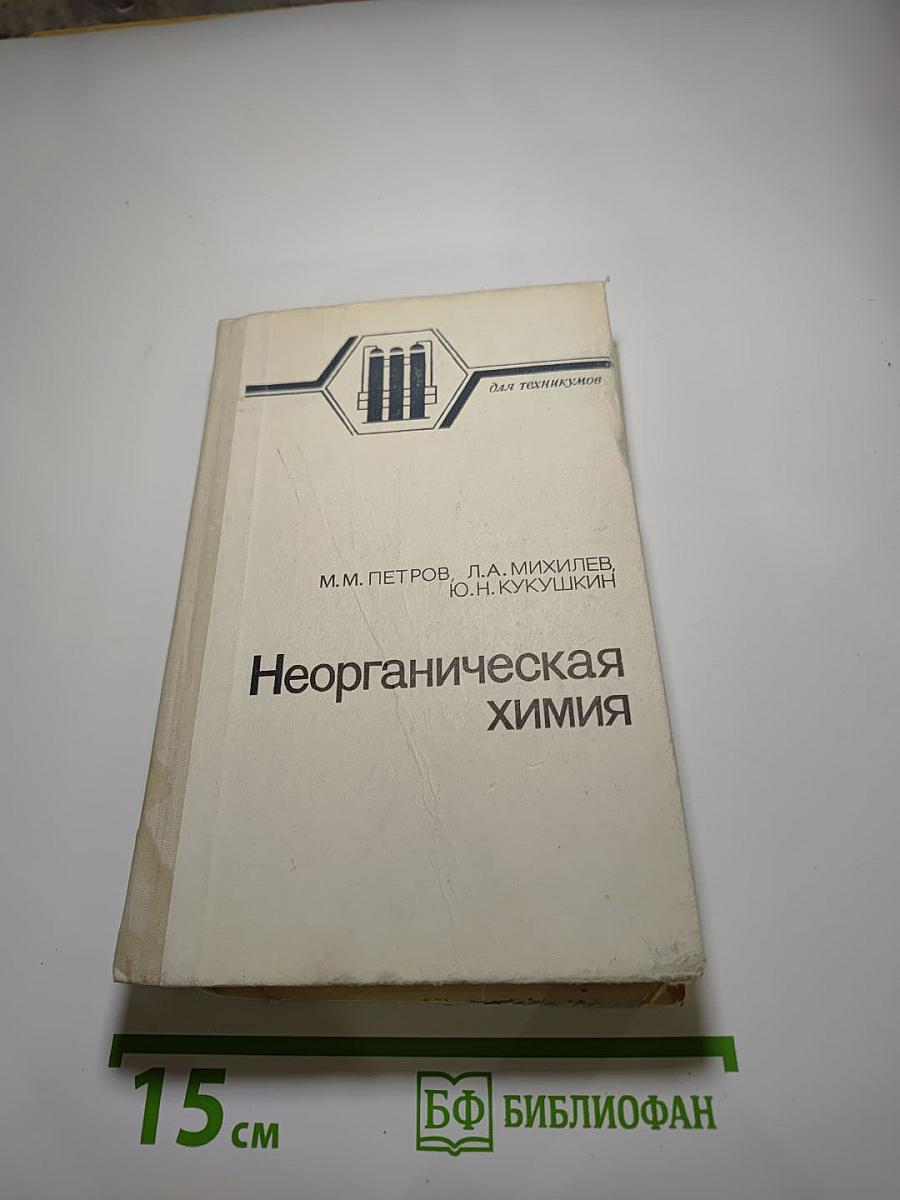 для техникумов
М. М. ПЕТРОВ, Л.А. МИХИЛЕВ,
Ю.Н. КУКУШКИН
Неорганическая
химия
15 см
БФ БИБЛИОФАН